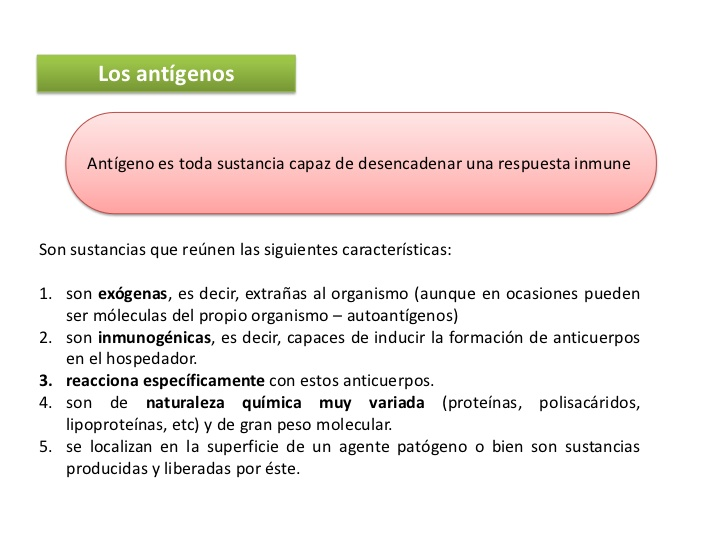 Los antígenos
Antígeno es toda sustancia capaz de desencadenar una respuesta inmune
Son sustancias que reúnen las siguientes características:
1. son exógenas, es decir, extrañas al organismo (aunque en ocasiones pueden
ser móleculas del propio organismo – autoantígenos)
2. son inmunogénicas, es decir, capaces de inducir la formación de anticuerpos
en el hospedador.
3. reacciona específicamente con estos anticuerpos.
4. son de naturaleza química muy variada (proteínas, polisacáridos,
lipoproteínas, etc) y de gran peso molecular.
5. se localizan en la superficie de un agente patógeno o bien son sustancias
producidas y liberadas por éste.